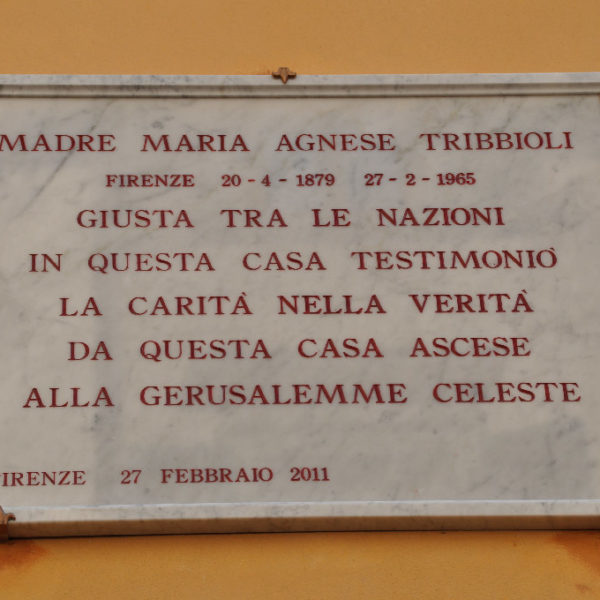 MADRE MARIA AGNESE TRIBBIOLI
FIRENZE 20-4-1879 27-2-1965
GIUSTA TRA LE NAZIONI
IN QUESTA CASA TESTIMONIÒ
LA CARITÀ NELLA VERITÀ
DA QUESTA CASA ASCESE
ALLA GERUSALEMME CELESTE
FIRENZE 27 FEBBRAIO 2011